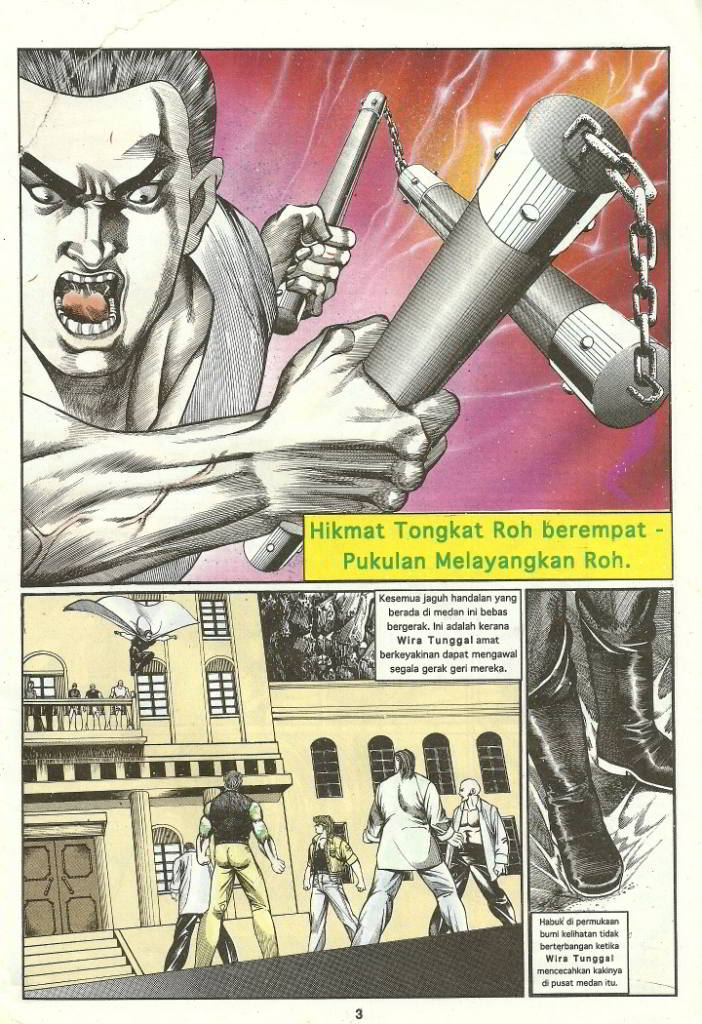 Hikmat Tongkat Roh berempat -
Pukulan Melayangkan Roh.
Kesemua jaguh handalan yang
berada di medan ini bebas
bergerak. Ini adalah kerana
Wira Tunggal amat
berkeyakinan dapat mengawal
segala gerak geri mereka.
Habuk di permukaan
bumi kelihatan tidak
berterbangan ketika
Wira Tunggal
mencecahkan kakinya
di pusat medan itu.
3